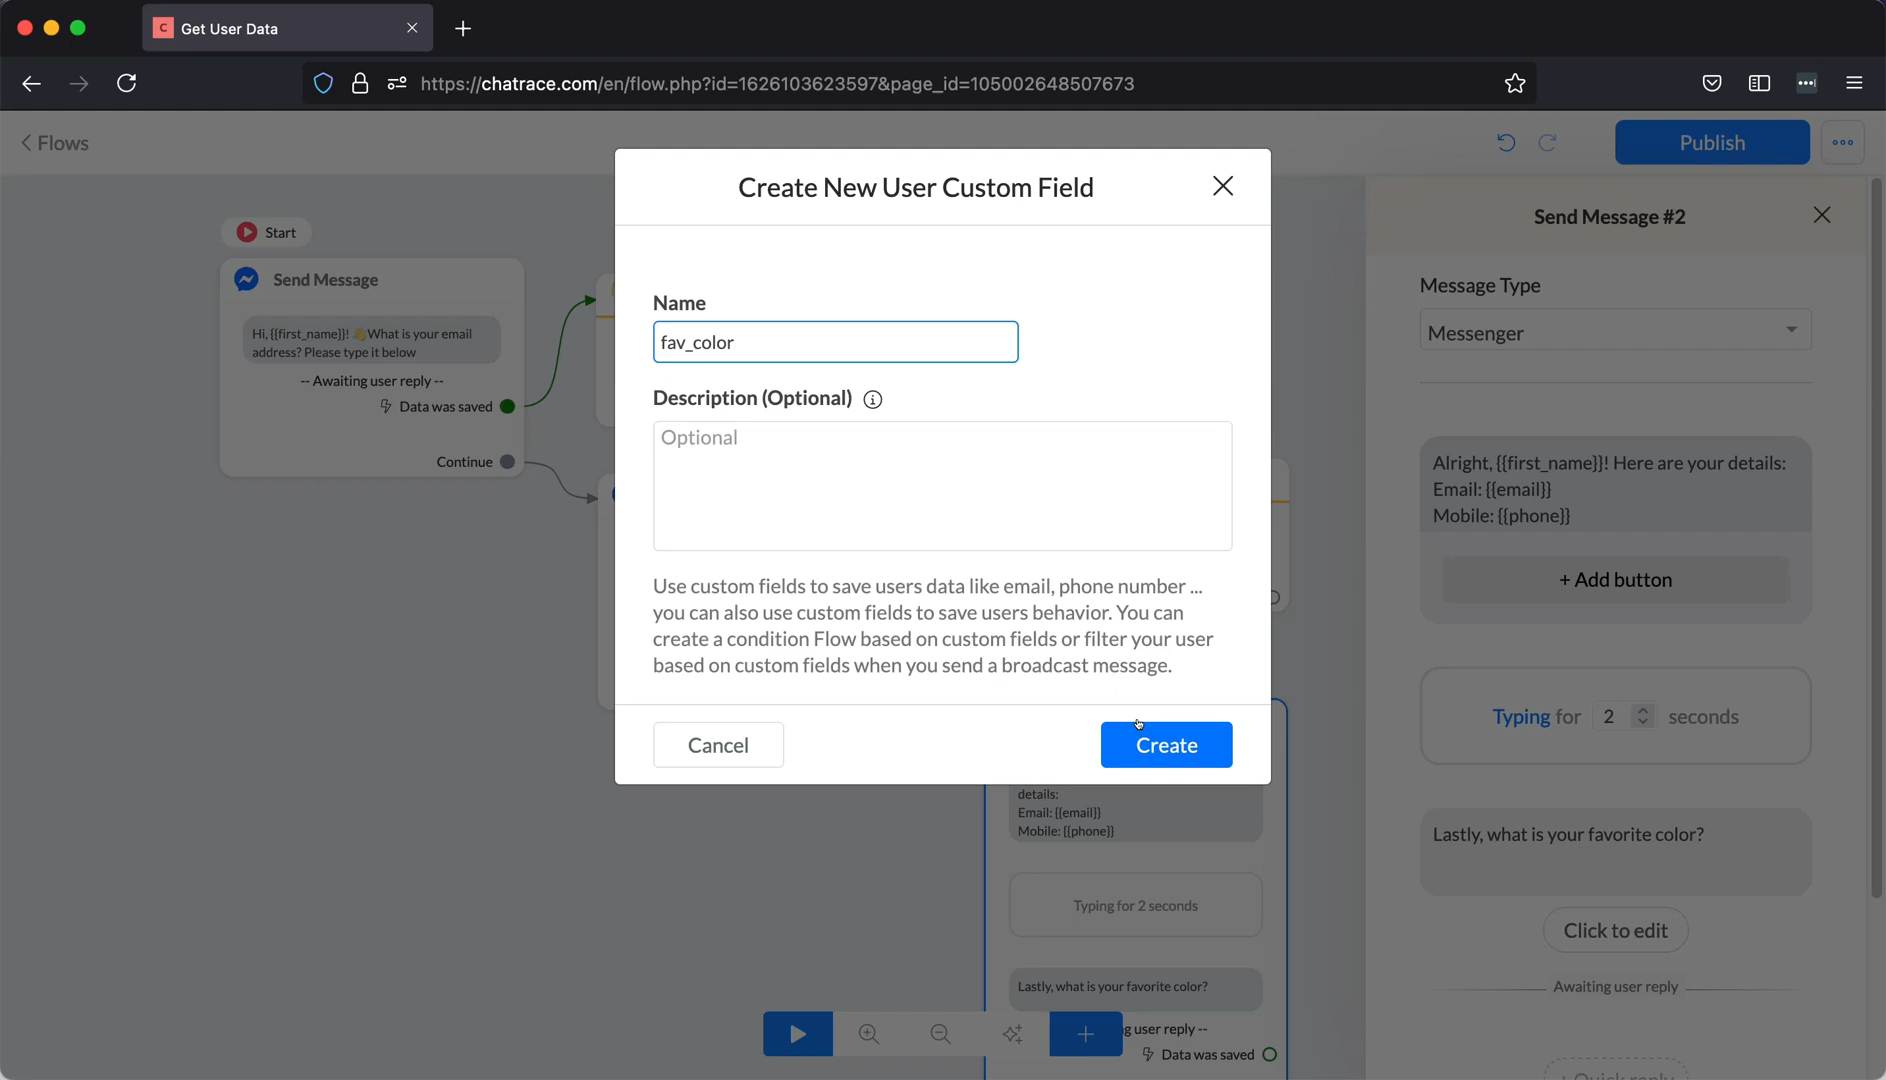 C Get User Data
https://chatrace.com/en/flow.php?id=1626103623597&page_id=105002648507673
Flows
Publish
Start
Send Message
Hi, {{first_name}}! 👋What is your email
address? Please type it below
-- Awaiting user reply --
Data was saved
Continue
Create New User Custom Field
Name
fav_color
Description (Optional)
Optional
Use custom fields to save users data like email, phone number ...
you can also use custom fields to save users behavior. You can
create a condition Flow based on custom fields or filter your user
based on custom fields when you send a broadcast message.
Cancel
Create
details:
Email: {{email}}
Mobile: {{phone}}
Typing for 2 seconds
Lastly, what is your favorite color?
g user reply --
Data was saved
Send Message #2
Message Type
Messenger
Alright, {{first_name}}! Here are your details:
Email: {{email}}
Mobile: {{phone}}
+ Add button
Typing for 2 seconds
Lastly, what is your favorite color?
Click to edit
Awaiting user reply
+ Quick reply